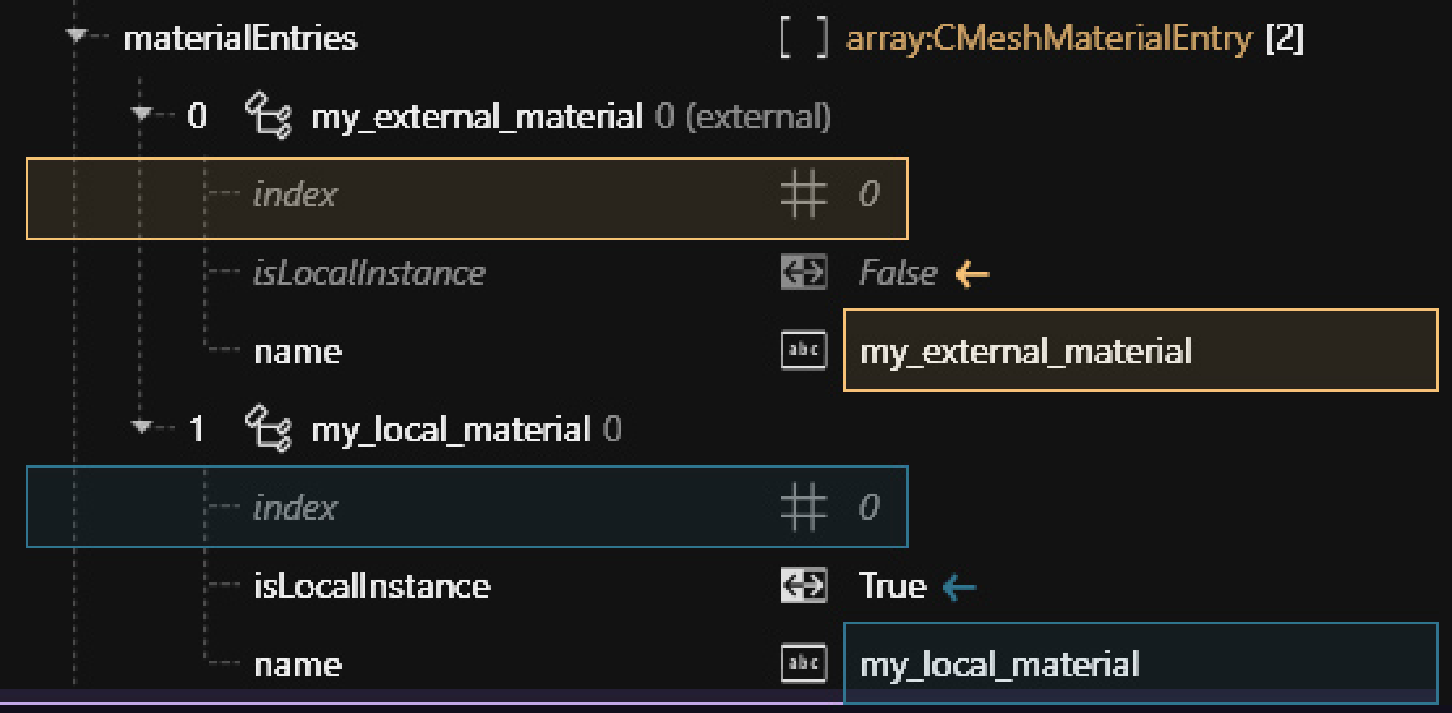 materialEntries [ ] array:CMeshMaterialEntry [2]
0 my_external_material 0 (external)
index 0
isLocalInstance False
name abc my_external_material
1 my_local_material 0
index 0
isLocalInstance True
name abc my_local_material